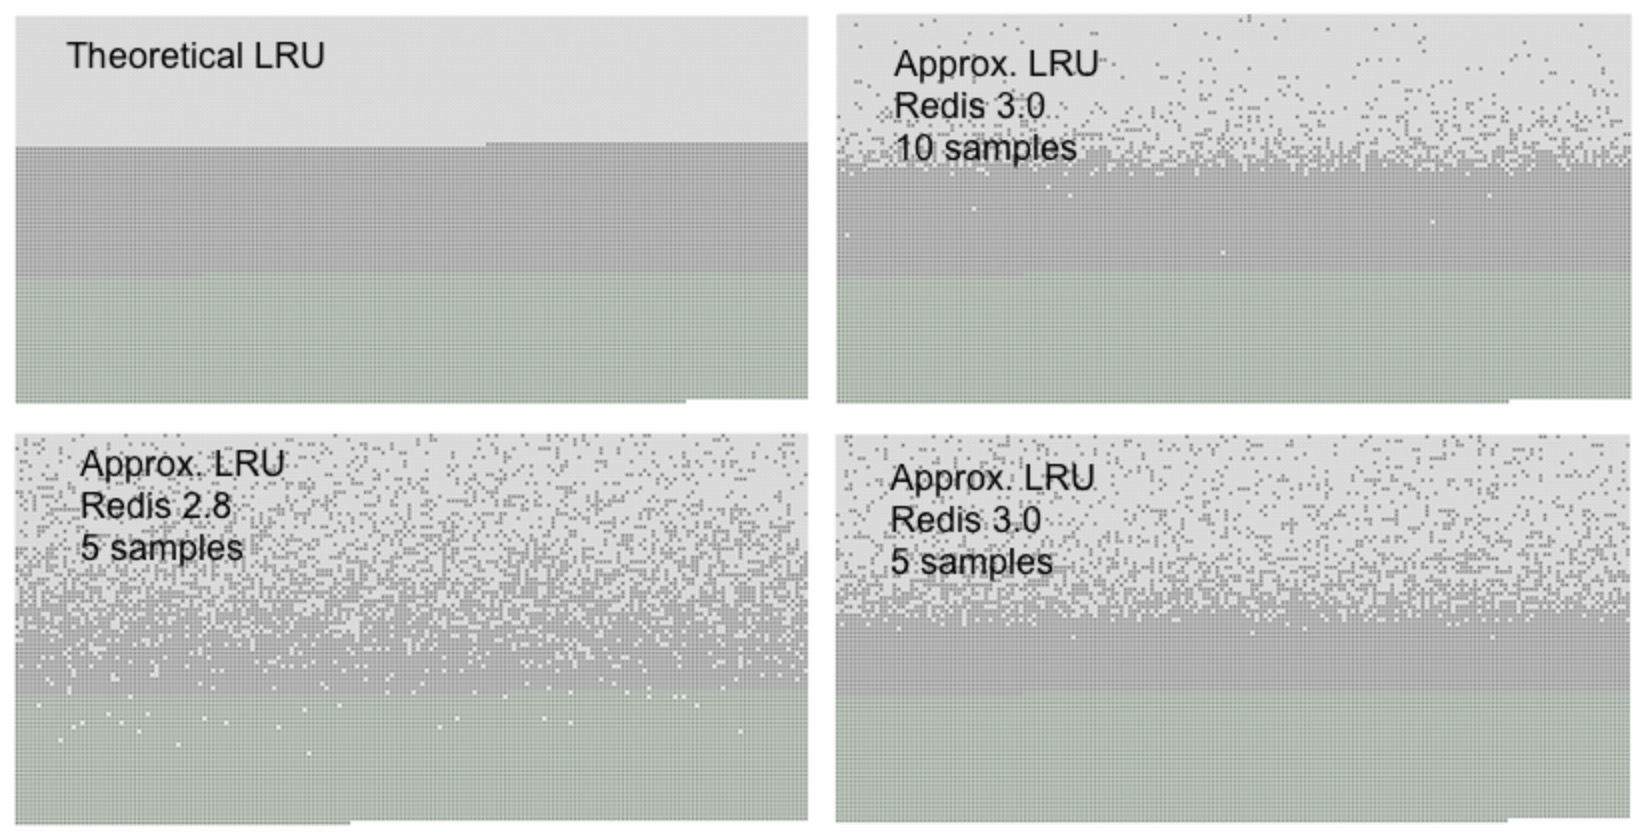 Theoretical LRU
Approx. LRU
Redis 3.0
10 samples
Approx. LRU
Redis 2.8
5 samples
Approx. LRU
Redis 3.0
5 samples